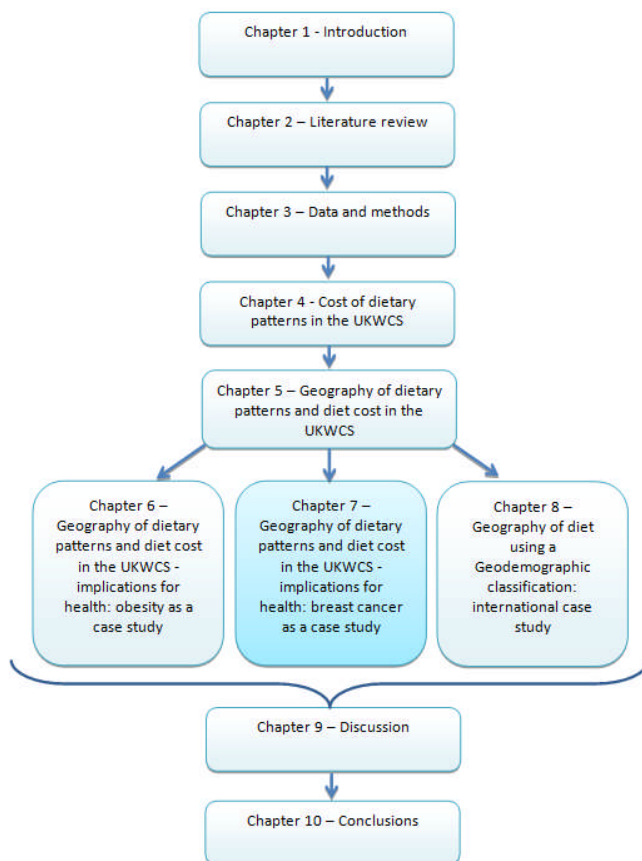 Chapter 1 - Introduction
Chapter 2 – Literature review
Chapter 3 – Data and methods
Chapter 4 - Cost of dietary
patterns in the UKWCS
Chapter 5 – Geography of dietary
patterns and diet cost in the
UKWCS
Chapter 6 –
Geography of dietary
patterns and diet cost
in the UKWCS -
implications for
health: obesity as a
case study
Chapter 7 –
Geography of dietary
patterns and diet cost
in the UKWCS -
implications for
health: breast cancer
as a case study
Chapter 8 –
Geography of diet
using a
Geodemographic
classification:
international case
study
Chapter 9 – Discussion
Chapter 10 – Conclusions